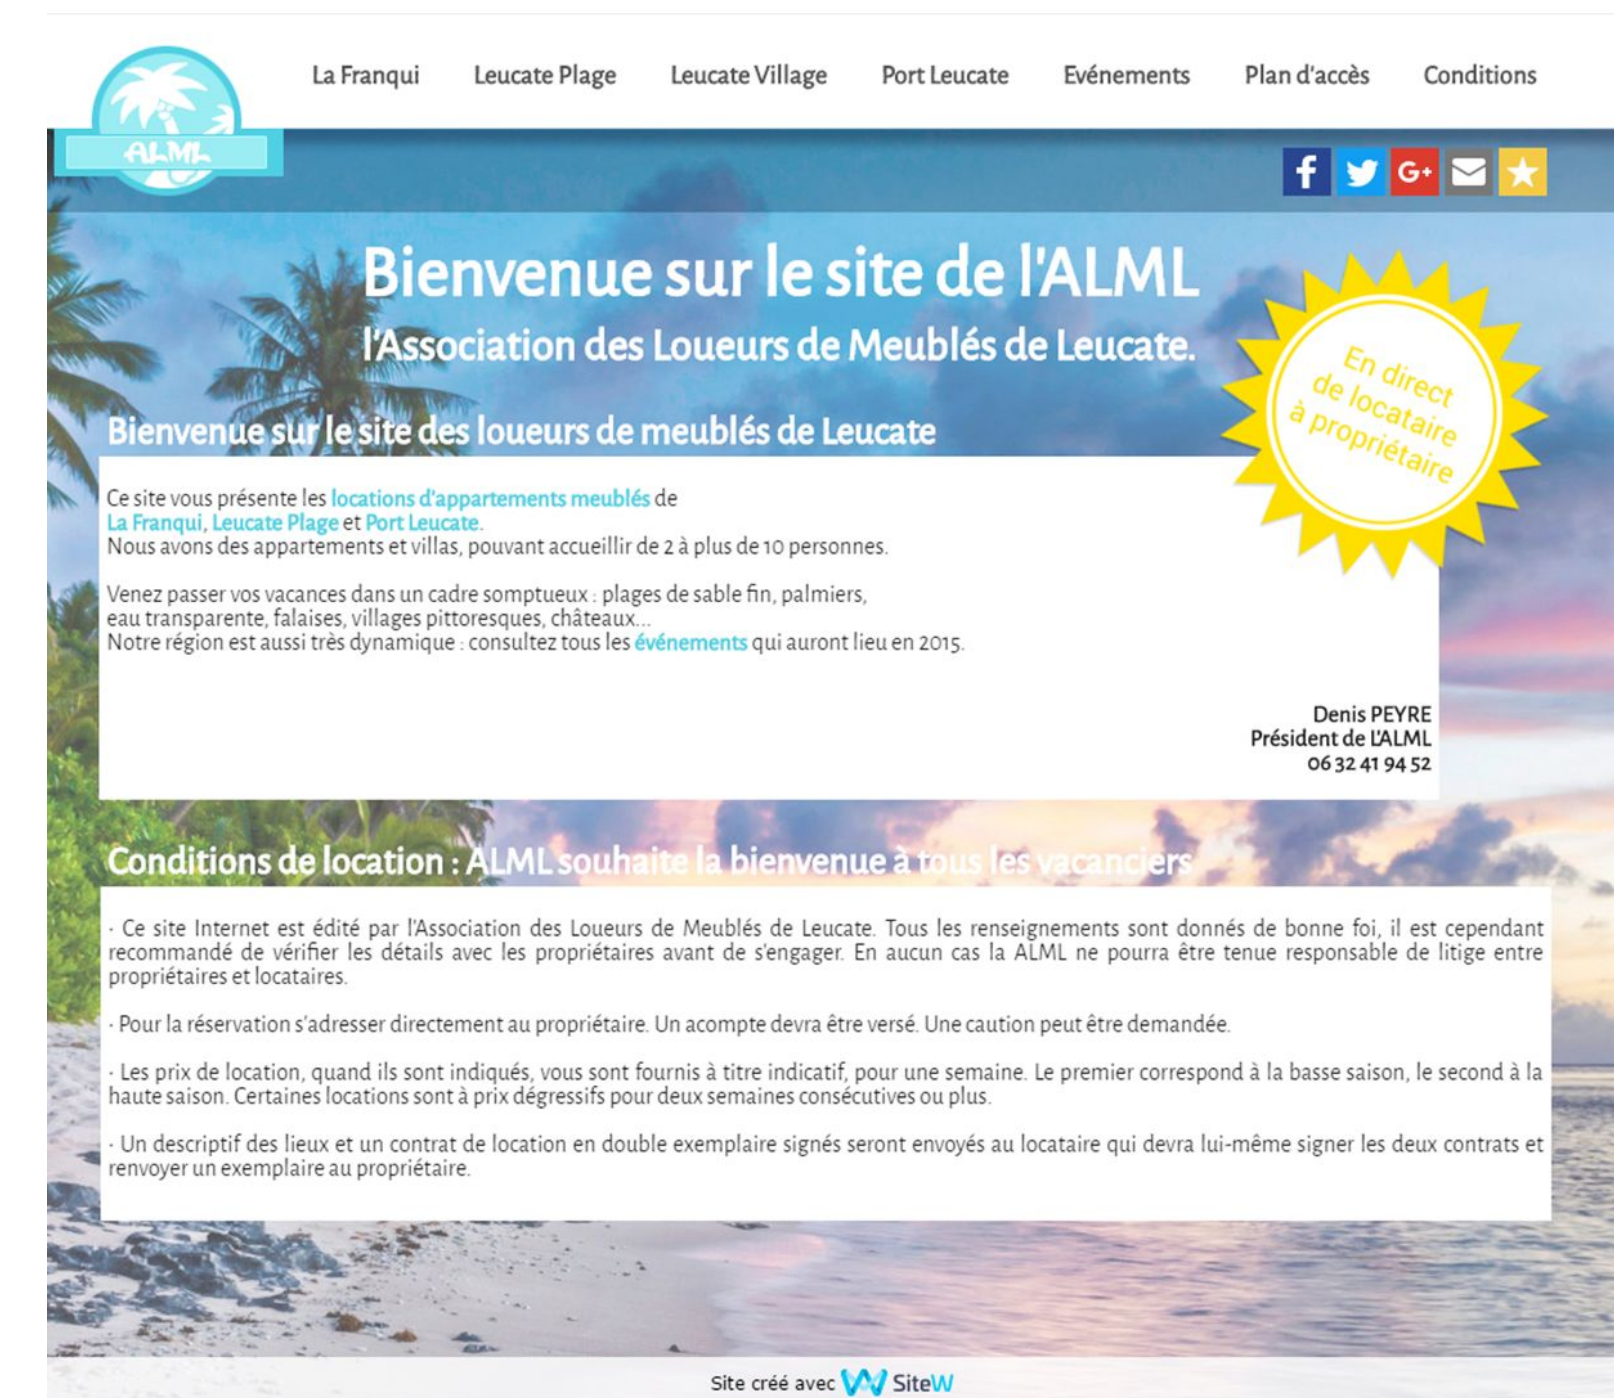 La Franqui Leucate Plage Leucate Village Port Leucate Evénements Plan d'accès Conditions
ALML
G+
Bienvenue sur le site de l'ALML
l'Association des Loueurs de Meublés de Leucate.
En direct
de locataire
à propriétaire
Bienvenue sur le site des loueurs de meublés de Leucate
Ce site vous présente les locations d'appartements meublés de
La Franqui, Leucate Plage et Port Leucate.
Nous avons des appartements et villas, pouvant accueillir de 2 à plus de 10 personnes.
Venez passer vos vacances dans un cadre somptueux : plages de sable fin, palmiers,
eau transparente, falaises, villages pittoresques, châteaux...
Notre région est aussi très dynamique : consultez tous les événements qui auront lieu en 2015.
Denis PEYRE
Président de L'ALML
06 32 41 94 52
Conditions de location : ALML souhaite la bienvenue à tous les vacanciers
· Ce site Internet est édité par l'Association des Loueurs de Meublés de Leucate. Tous les renseignements sont donnés de bonne foi, il est cependant
recommandé de vérifier les détails avec les propriétaires avant de s'engager. En aucun cas la ALML ne pourra être tenue responsable de litige entre
propriétaires et locataires.
· Pour la réservation s'adresser directement au propriétaire. Un acompte devra être versé. Une caution peut être demandée.
· Les prix de location, quand ils sont indiqués, vous sont fournis à titre indicatif, pour une semaine. Le premier correspond à la basse saison, le second à la
haute saison. Certaines locations sont à prix dégressifs pour deux semaines consécutives ou plus.
· Un descriptif des lieux et un contrat de location en double exemplaire signés seront envoyés au locataire qui devra lui-même signer les deux contrats et
renvoyer un exemplaire au propriétaire.
Site créé avec SiteW